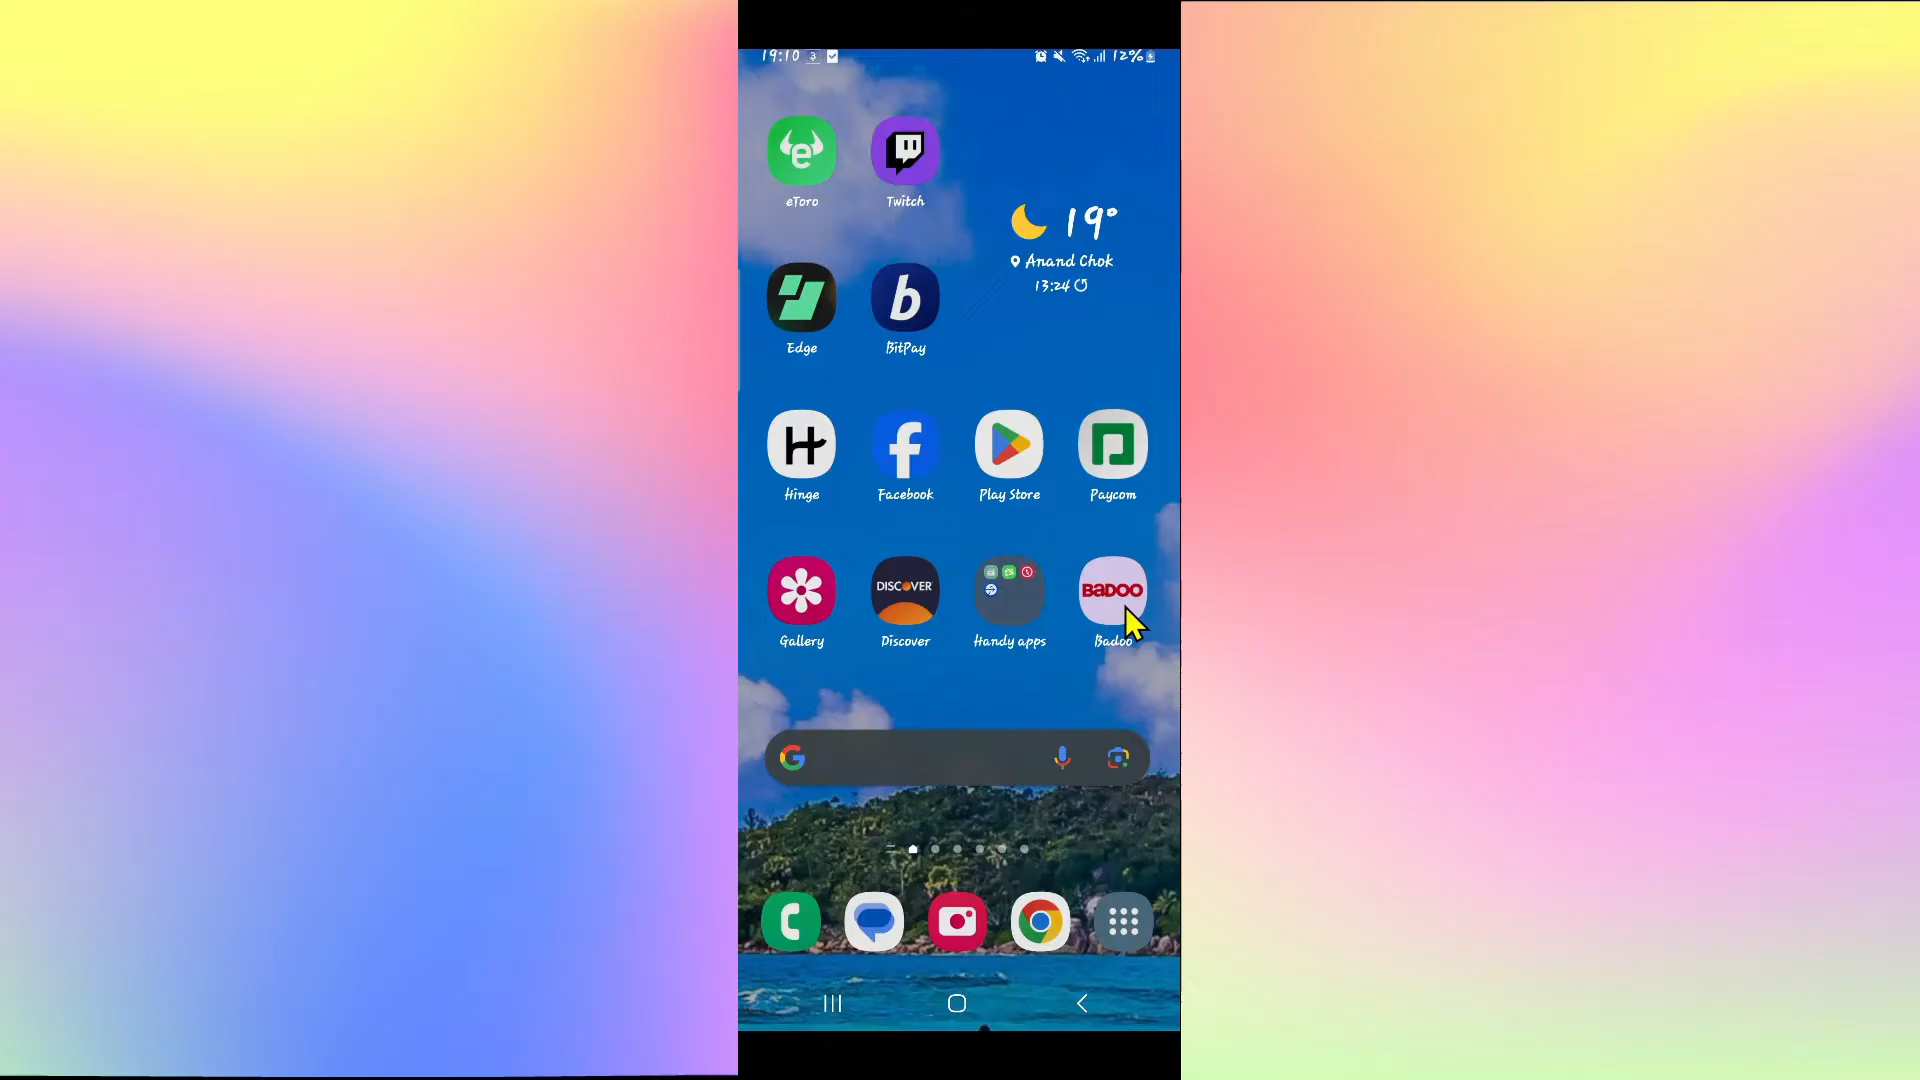 19:10 3
12%
eToro
Twitch
19°
Anand Chok
13:24
Edge
b
BitPay
H
Hinge
Facebook
Play Store
Paycom
DISCOVER
BADOO
Gallery
Discover
Handy apps
Badoo